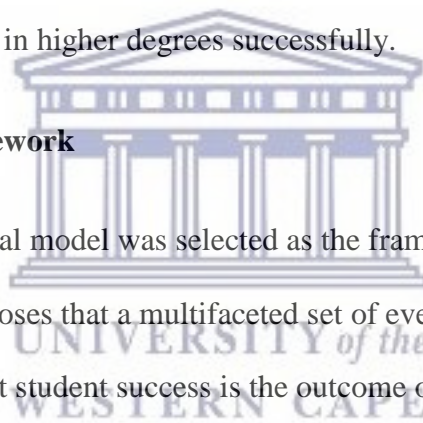 in higher degrees successfully.
ework
al model was selected as the fram
oses that a multifaceted set of eve
UNIVERSITY of the
t student success is the outcome o
WESTERN CAPE